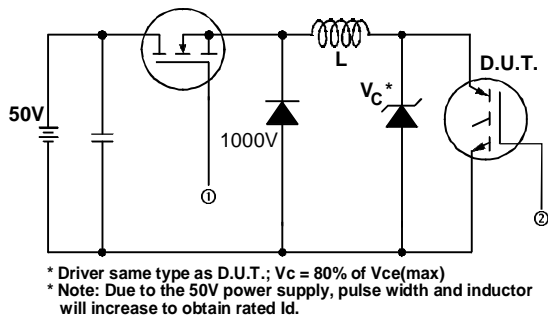 L
D.U.T.
VC *
50V
1000V
①
②
* Driver same type as D.U.T.; Vc = 80% of Vce(max)
* Note: Due to the 50V power supply, pulse width and inductor
will increase to obtain rated Id.